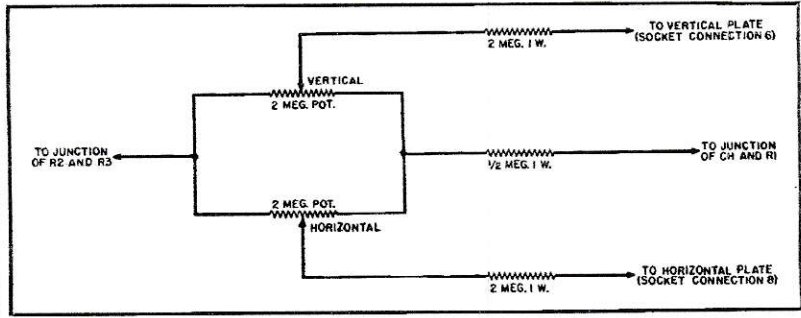 TO VERTICAL PLATE
(SOCKET CONNECTION 6)
2 MEG. 1 W.
VERTICAL
2 MEG. POT.
TO JUNCTION
OF R2 AND R3
TO JUNCTION
OF CH AND R1
1/2 MEG. 1 W.
2 MEG. POT.
HORIZONTAL
TO HORIZONTAL PLATE
(SOCKET CONNECTION 8)
2 MEG. 1 W.